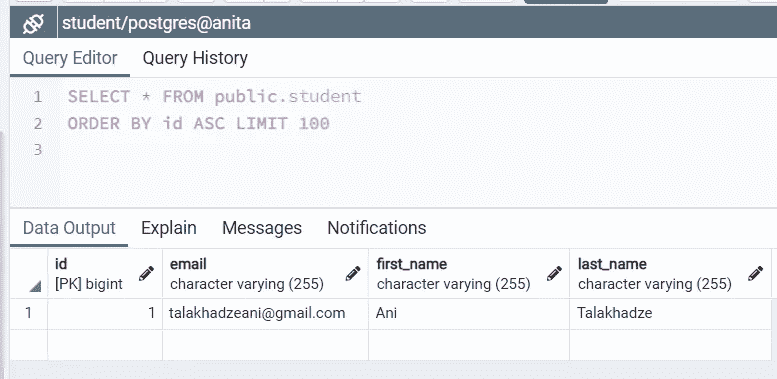 student/postgres@anita
Query Editor Query History
1 SELECT * FROM public.student
2 ORDER BY id ASC LIMIT 100
3
Data Output Explain Messages Notifications
id email first_name last_name
[PK] bigint character varying (255) character varying (255) character varying (255)
1 1 talakhadzeani@gmail.com Ani Talakhadze